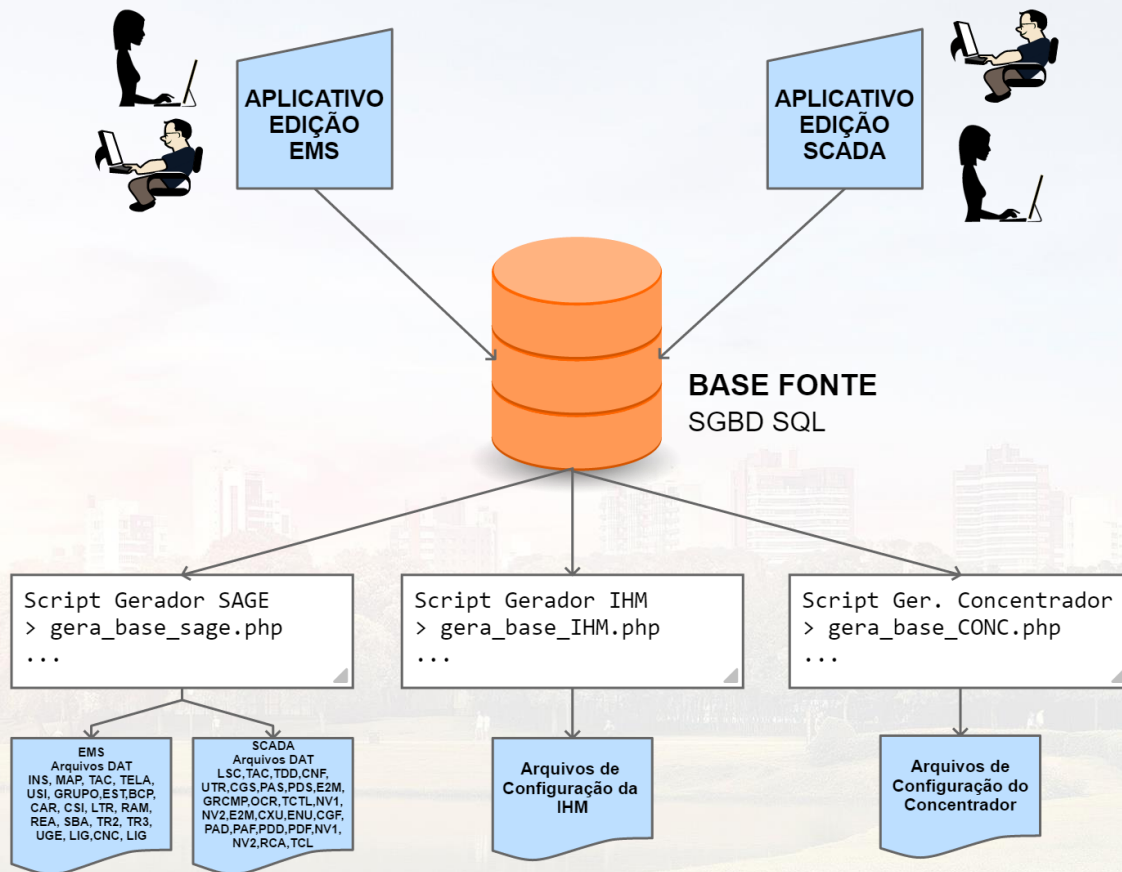 APLICATIVO
EDIÇÃO
EMS
APLICATIVO
EDIÇÃO
SCADA
BASE FONTE
SGBD SQL
Script Gerador SAGE
> gera_base_sage.php
...
Script Gerador IHM
> gera_base_IHM.php
...
Script Ger. Concentrador
> gera_base_CONC.php
...
EMS
Arquivos DAT
INS, MAP, TAC, TELA,
USI, GRUPO,EST,BCP,
CAR, CSI, LTR, RAM,
REA, SBA, TR2, TR3,
UGE, LIG,CNC, LIG
SCADA
Arquivos DAT
LSC,TAC,TDD,CNF,
UTR,CGS,PAS,PDS,E2M,
GRCMP,OCR,TCTL,NV1,
NV2,E2M,CXU,ENU,CGF,
PAD,PAF,PDD,PDF,NV1,
NV2,RCA,TCL
Arquivos de
Configuração da
IHM
Arquivos de
Configuração do
Concentrador